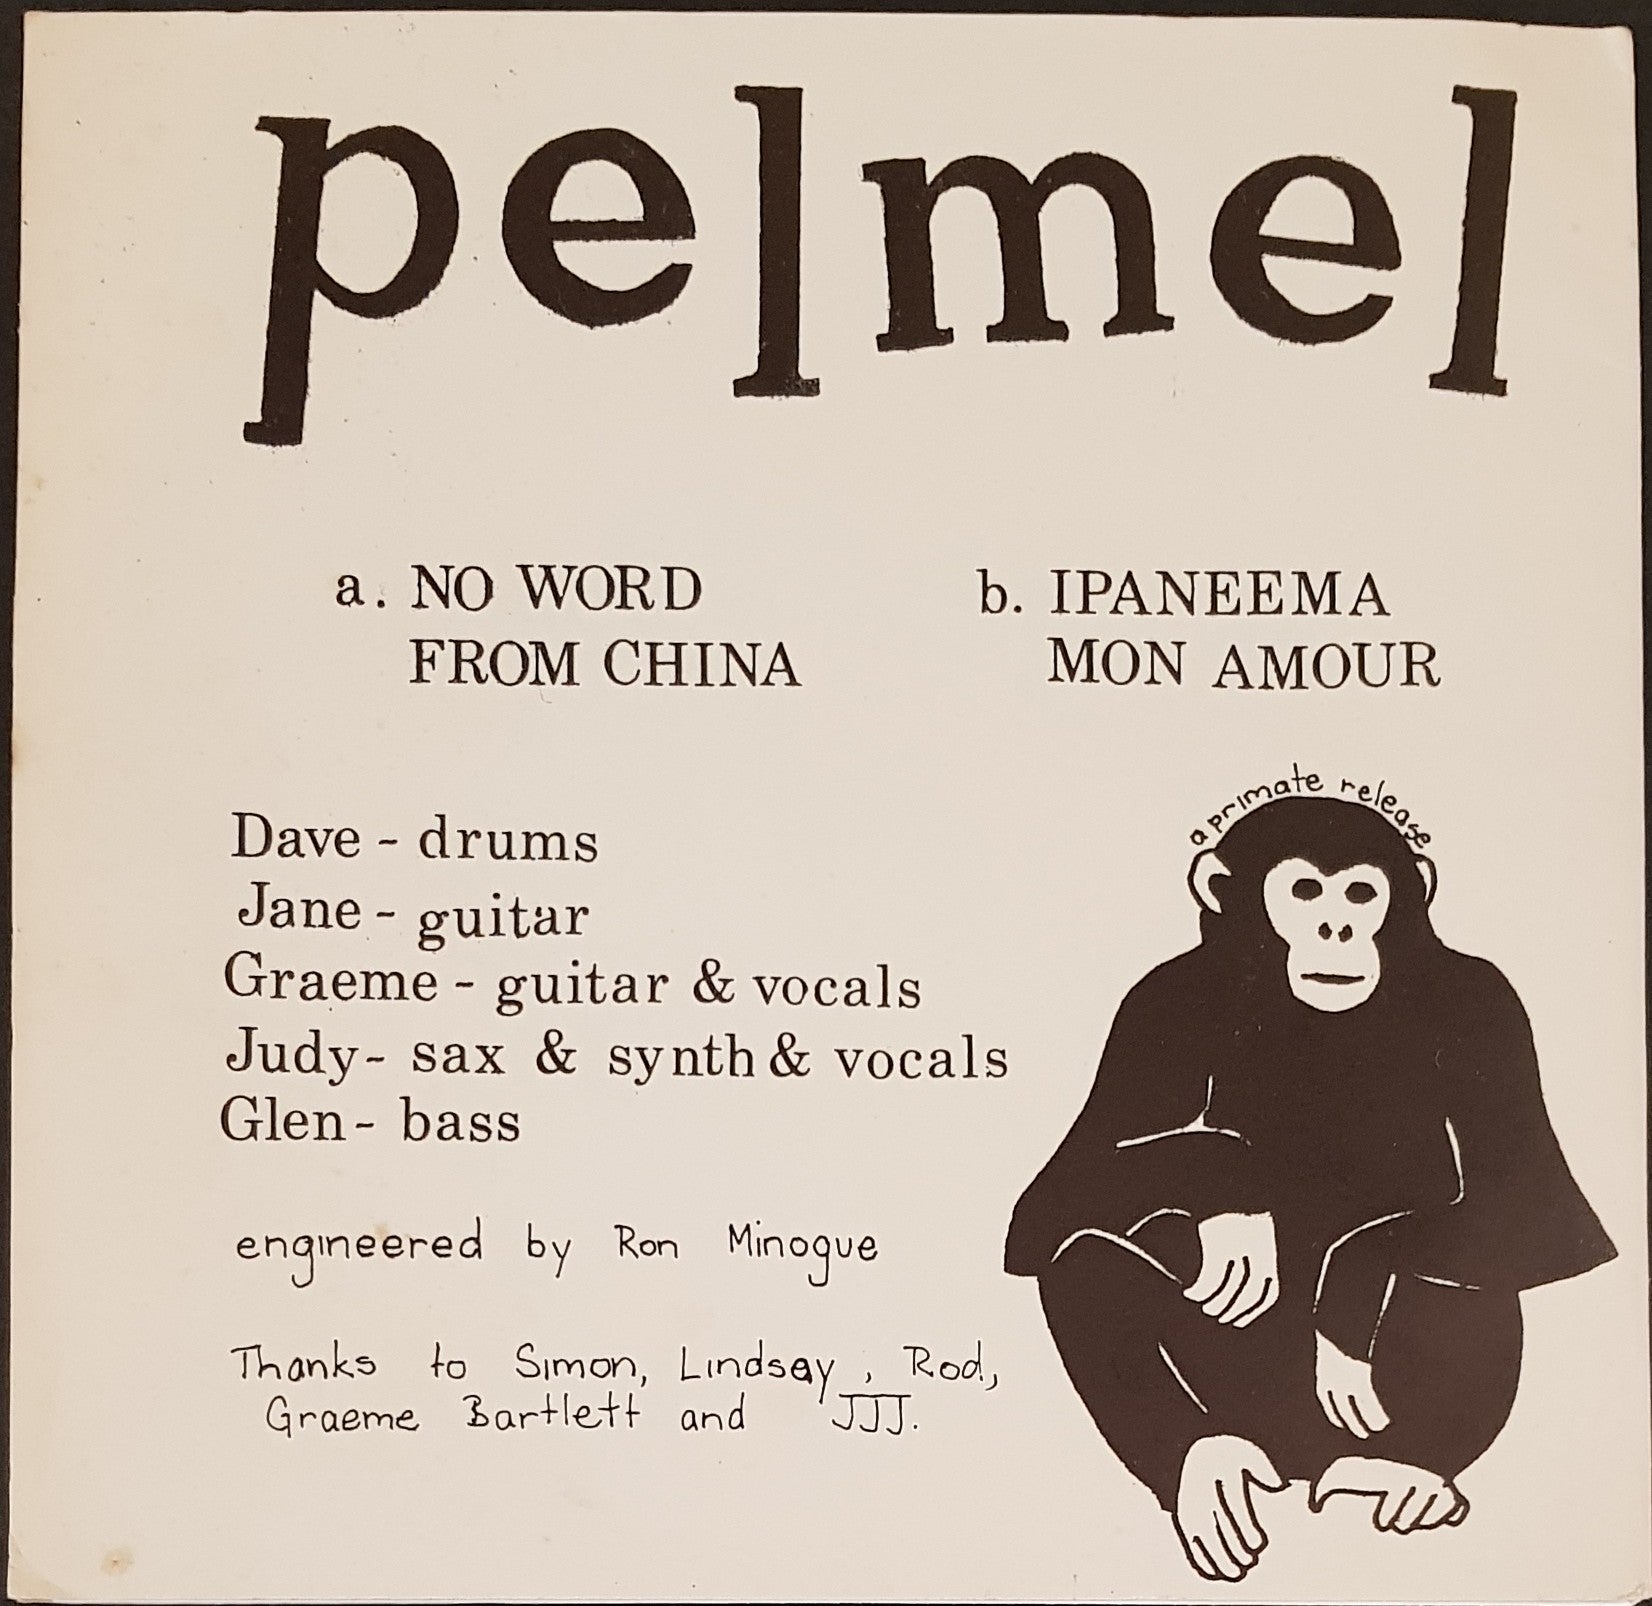 pelmel
a. NO WORD
FROM CHINA
b. IPANEEMA
MON AMOUR
a primate release
Dave - drums
Jane - guitar
Graeme - guitar & vocals
Judy - sax & synth & vocals
Glen - bass
engineered by Ron Minogue
Thanks to Simon, Lindsay, Rod,
Graeme Bartlett and JJJ.